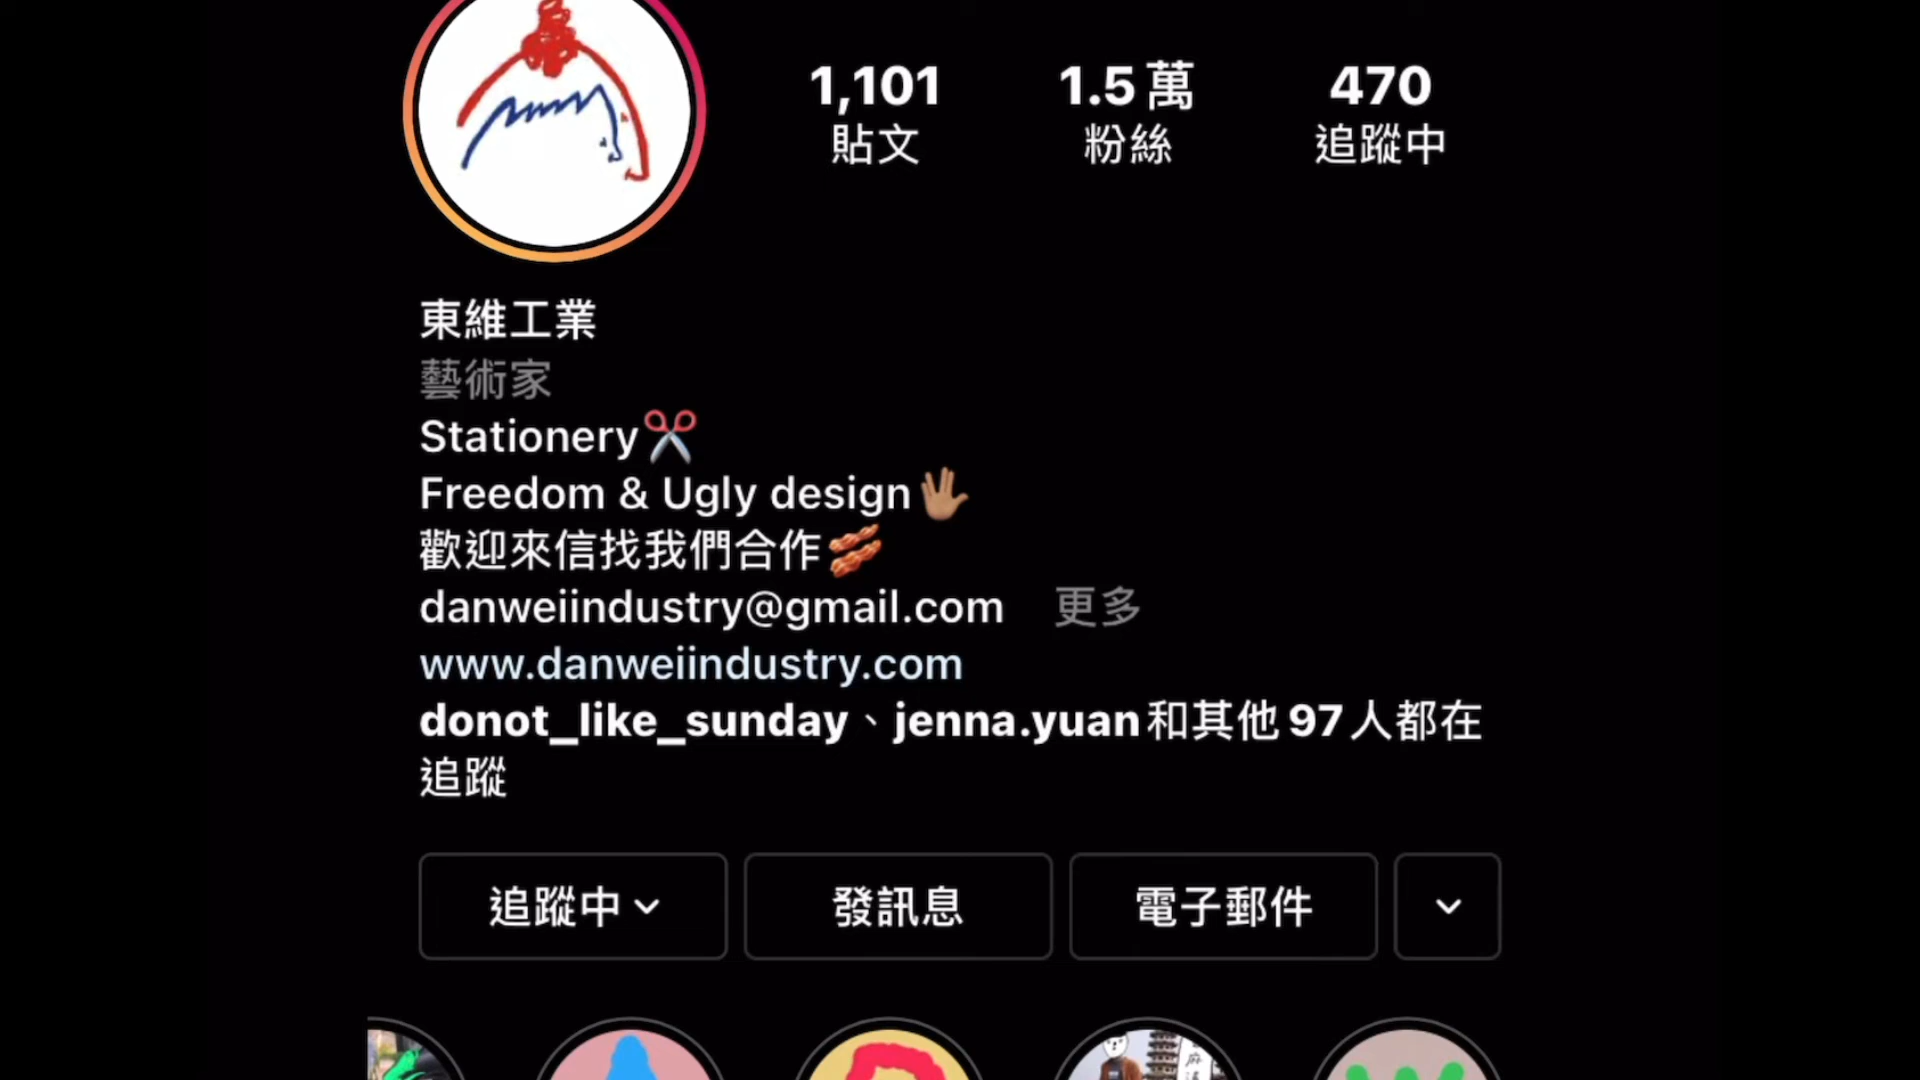 1,101 1.5萬 470
貼文 粉絲 追蹤中
東維工業
藝術家
Stationery✂️
Freedom & Ugly design🖖🏽
歡迎來信找我們合作🥓
danweiindustry@gmail.com 更多
www.danweiindustry.com
donot_like_sunday、jenna.yuan和其他97人都在
追蹤
追蹤中 發訊息 電子郵件